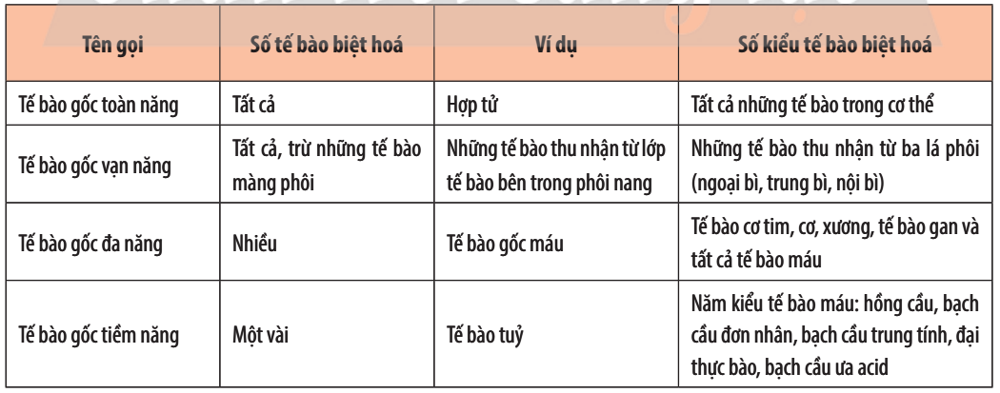 Tên gọi
Số tế bào biệt hoá
Ví dụ
Số kiểu tế bào biệt hoá
Tế bào gốc toàn năng
Tất cả
Hợp tử
Tất cả những tế bào trong cơ thể
Tế bào gốc vạn năng
Tất cả, trừ những tế bào
màng phôi
Những tế bào thu nhận từ lớp
tế bào bên trong phôi nang
Những tế bào thu nhận từ ba lá phôi
(ngoại bì, trung bì, nội bì)
Tế bào gốc đa năng
Nhiều
Tế bào gốc máu
Tế bào cơ tim, cơ, xương, tế bào gan và
tất cả tế bào máu
Tế bào gốc tiềm năng
Một vài
Tế bào tuỷ
Năm kiểu tế bào máu: hồng cầu, bạch
cầu đơn nhân, bạch cầu trung tính, đại
thực bào, bạch cầu ưa acid